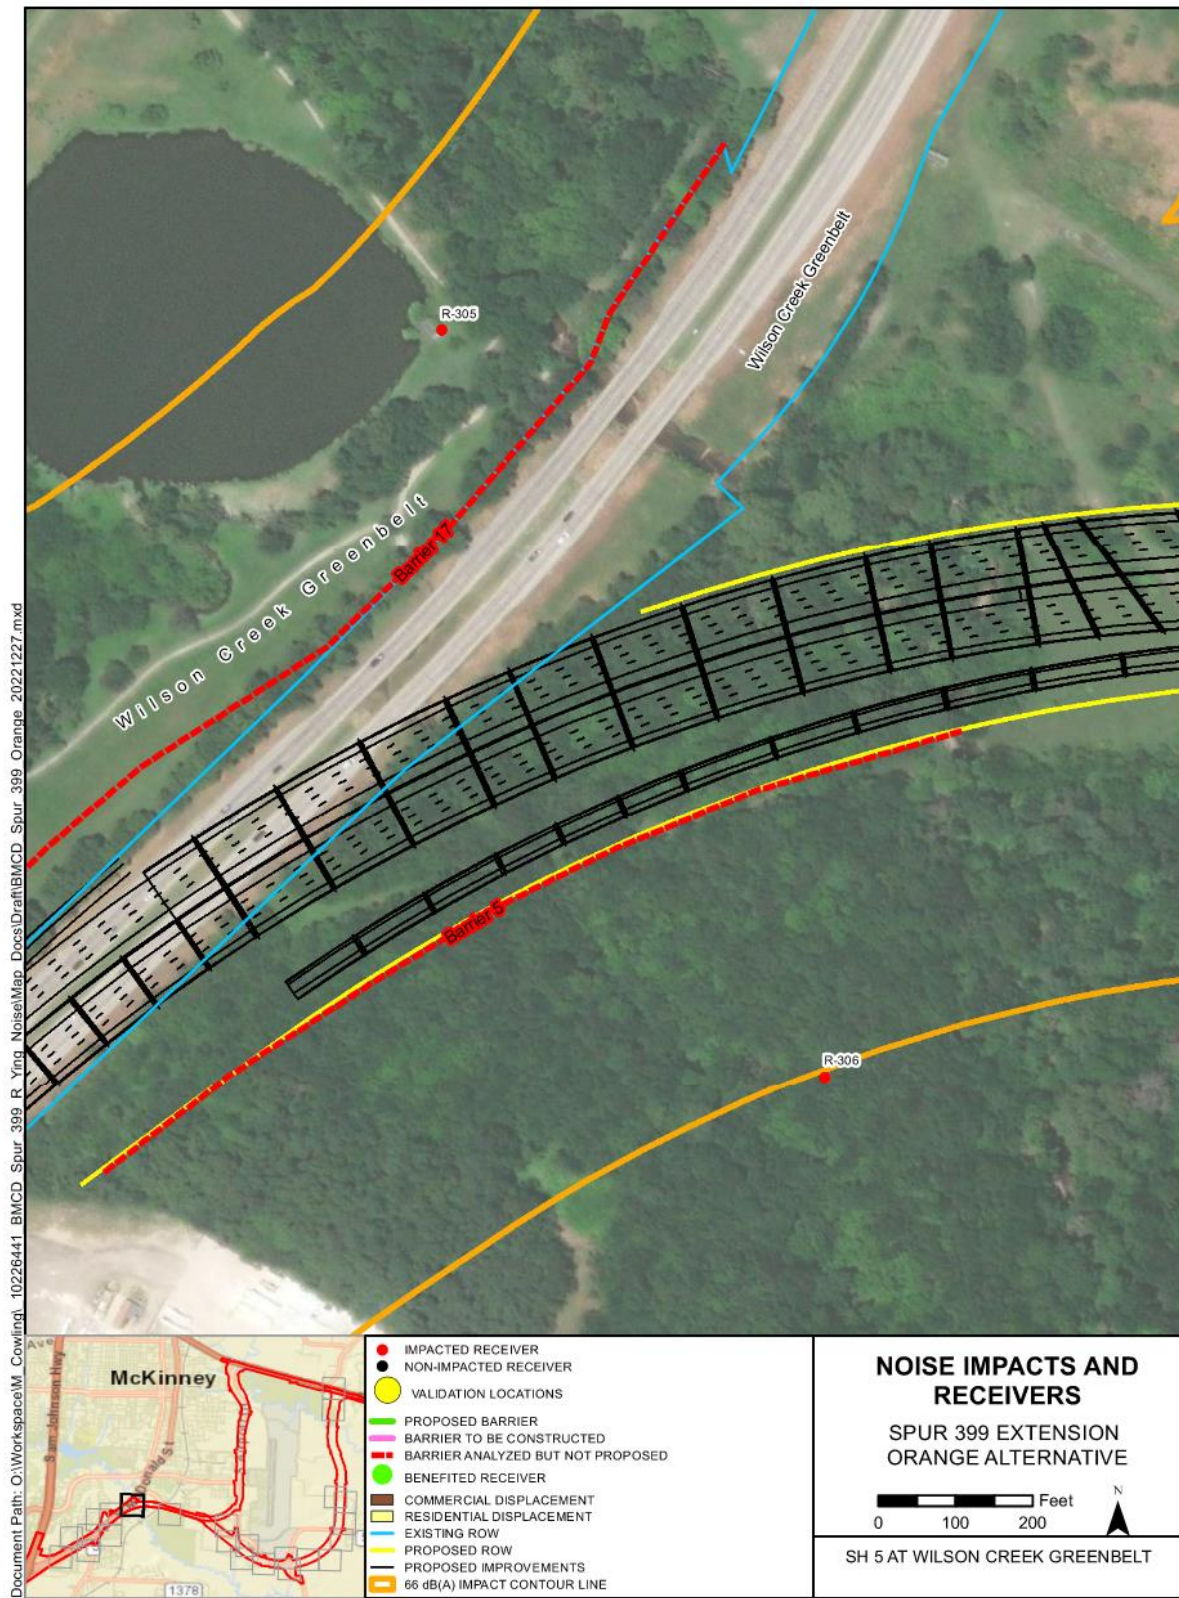 R-305
Wilson Creek Greenbelt
Wilson Creek Greenbelt
Barrier 17
Barrier 5
R-306
Document Path: O:\Workspace\M_Cowling\_10226441_BMCD_Spur_399_R_Ying_Noise\Map_Docs\Draft\BMCD_Spur_399_Orange_20221227.mxd
Ave
Sam Johnson Hwy
McKinney
1378
IMPACTED RECEIVER
NON-IMPACTED RECEIVER
VALIDATION LOCATIONS
PROPOSED BARRIER
BARRIER TO BE CONSTRUCTED
BARRIER ANALYZED BUT NOT PROPOSED
BENEFITED RECEIVER
COMMERCIAL DISPLACEMENT
RESIDENTIAL DISPLACEMENT
EXISTING ROW
PROPOSED ROW
PROPOSED IMPROVEMENTS
66 dB(A) IMPACT CONTOUR LINE
NOISE IMPACTS AND
RECEIVERS
SPUR 399 EXTENSION
ORANGE ALTERNATIVE
N
Feet
0 100 200
SH 5 AT WILSON CREEK GREENBELT